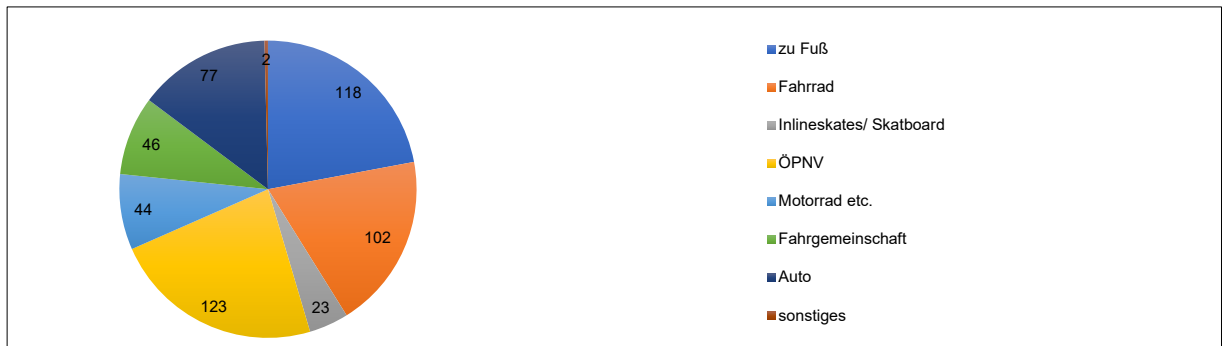 2
77
118
46
44
102
123
23
zu Fuß
Fahrrad
Inlineskates/ Skatboard
ÖPNV
Motorrad etc.
Fahrgemeinschaft
Auto
sonstiges